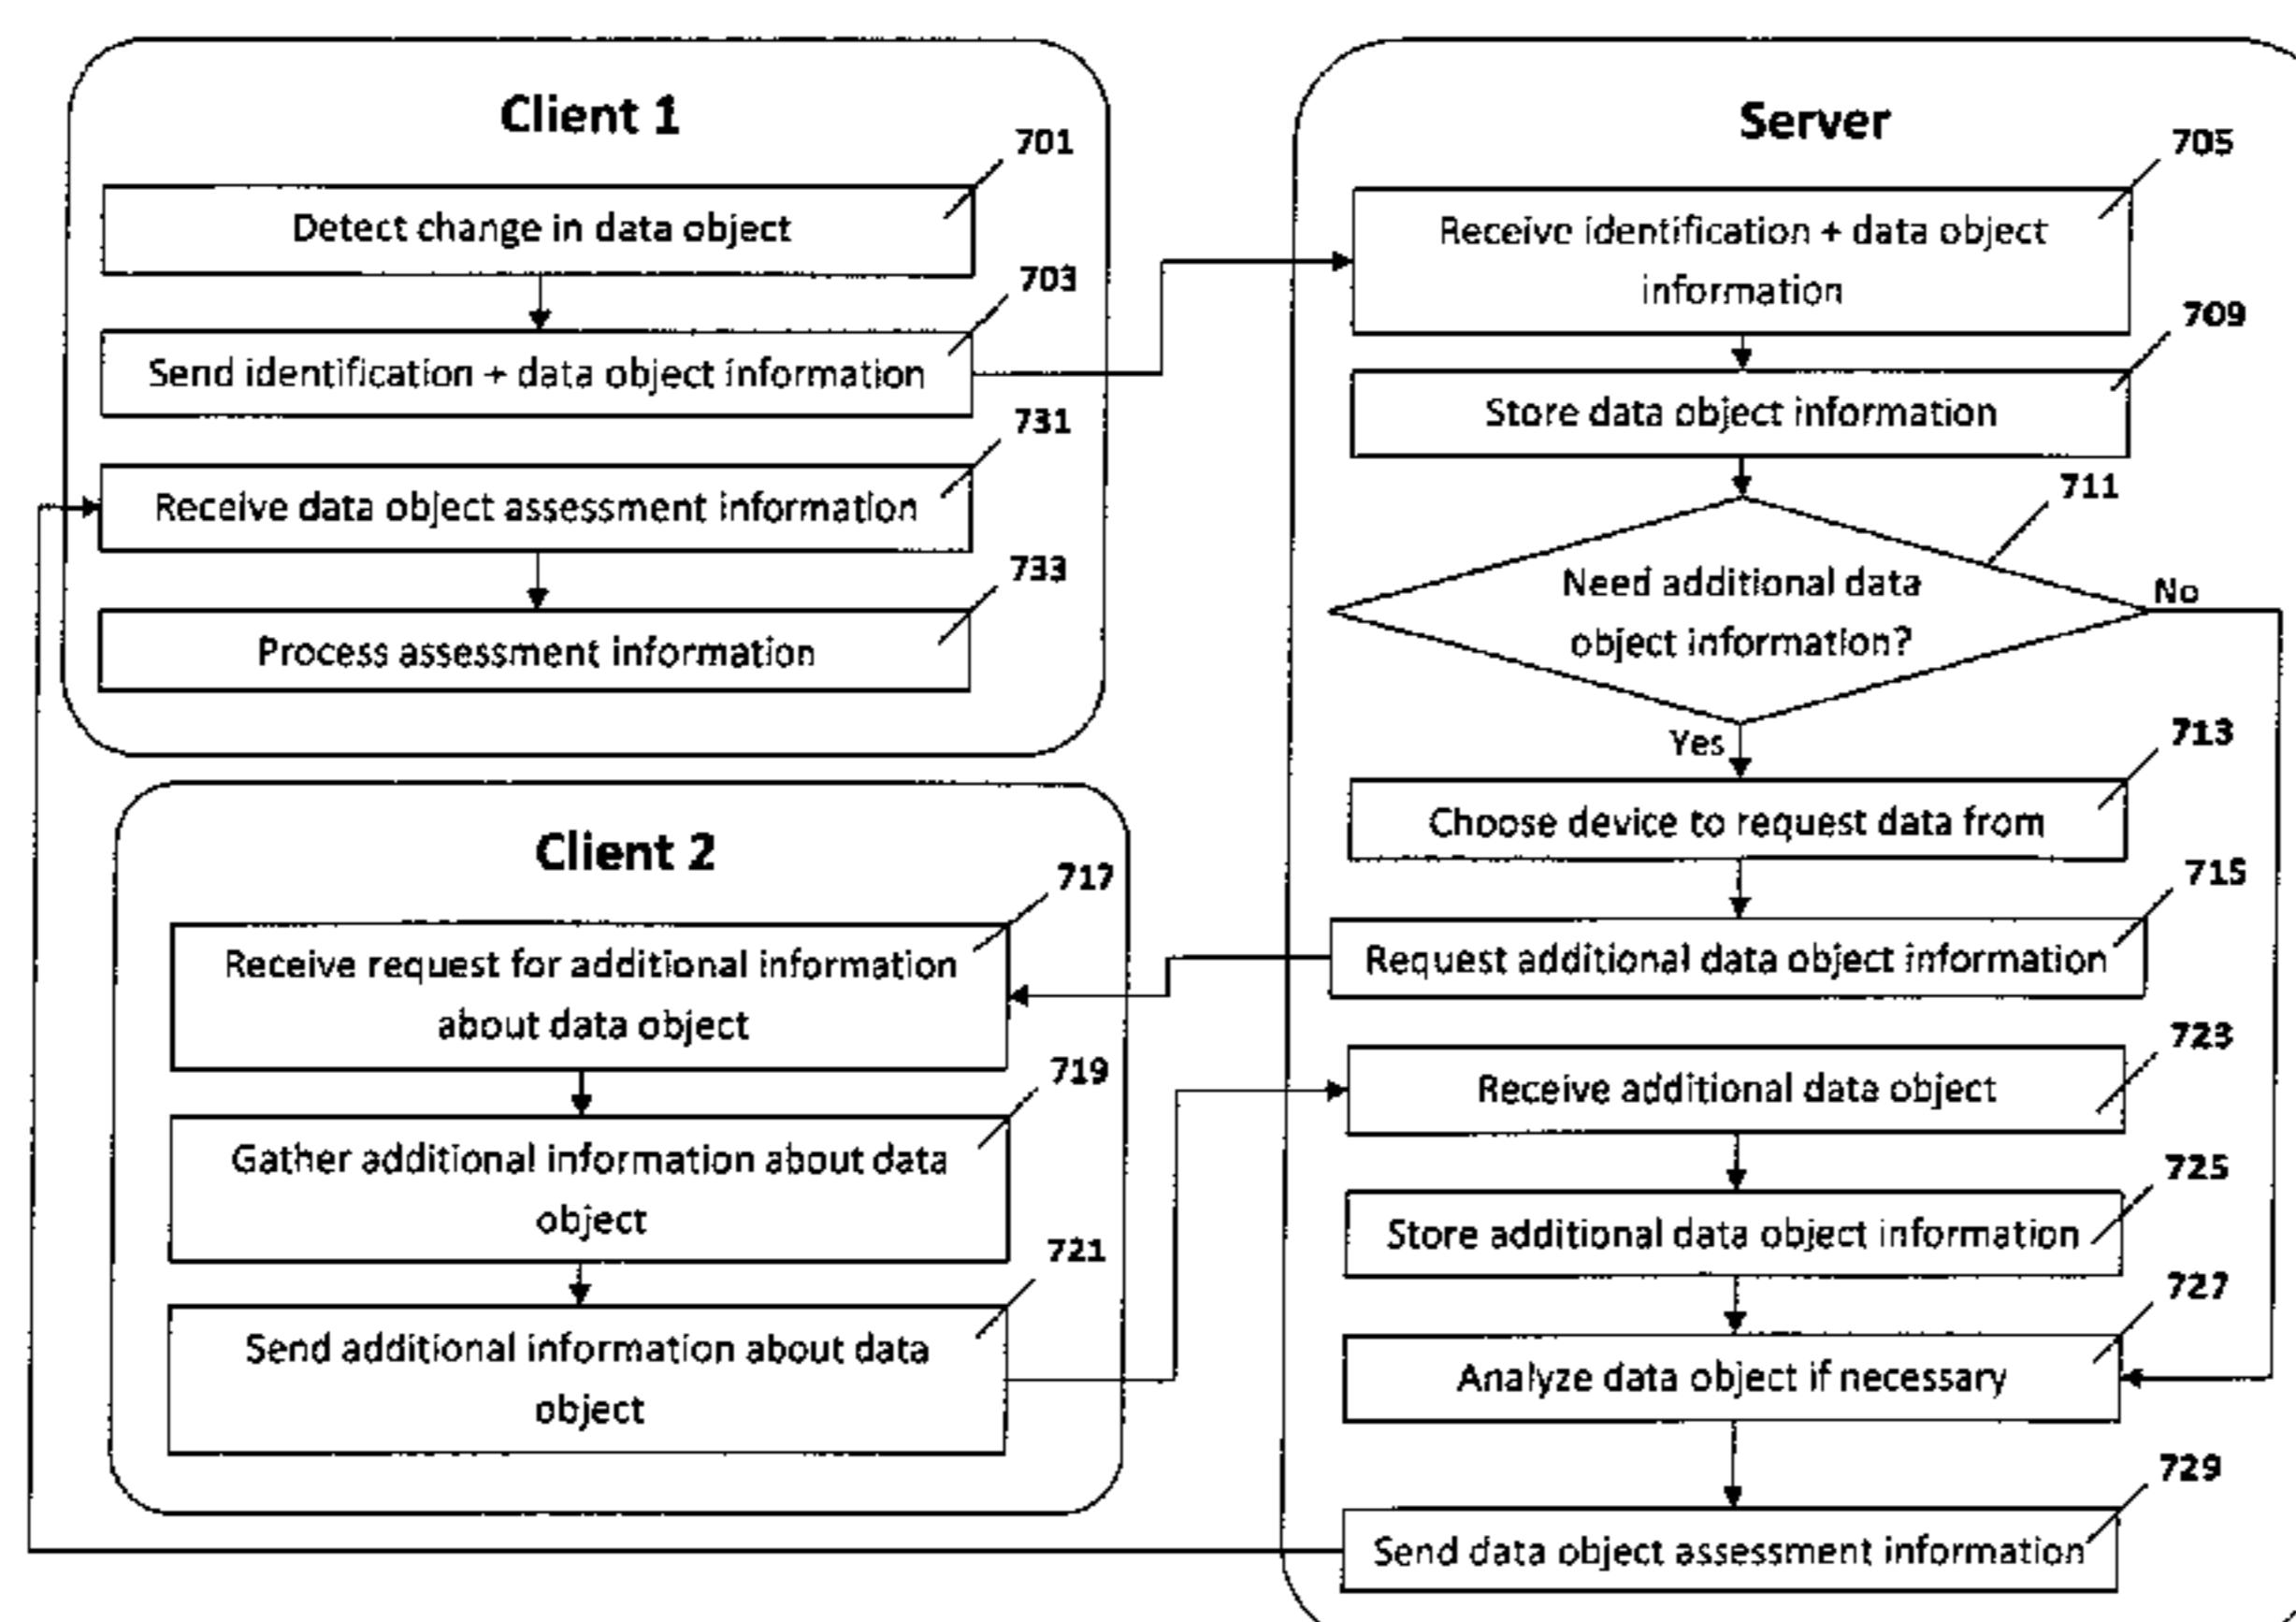 Client 1
701
Detect change in data object
703
Send identification + data object information
731
Receive data object assessment information
733
Process assessment information
Client 2
717
Receive request for additional information
about data object
719
Gather additional information about data
object
721
Send additional information about data
object
Server
705
Receive identification + data object
information
709
Store data object information
711
Need additional data
object information?
No
Yes
713
Choose device to request data from
715
Request additional data object information
723
Receive additional data object
725
Store additional data object information
727
Analyze data object if necessary
729
Send data object assessment information